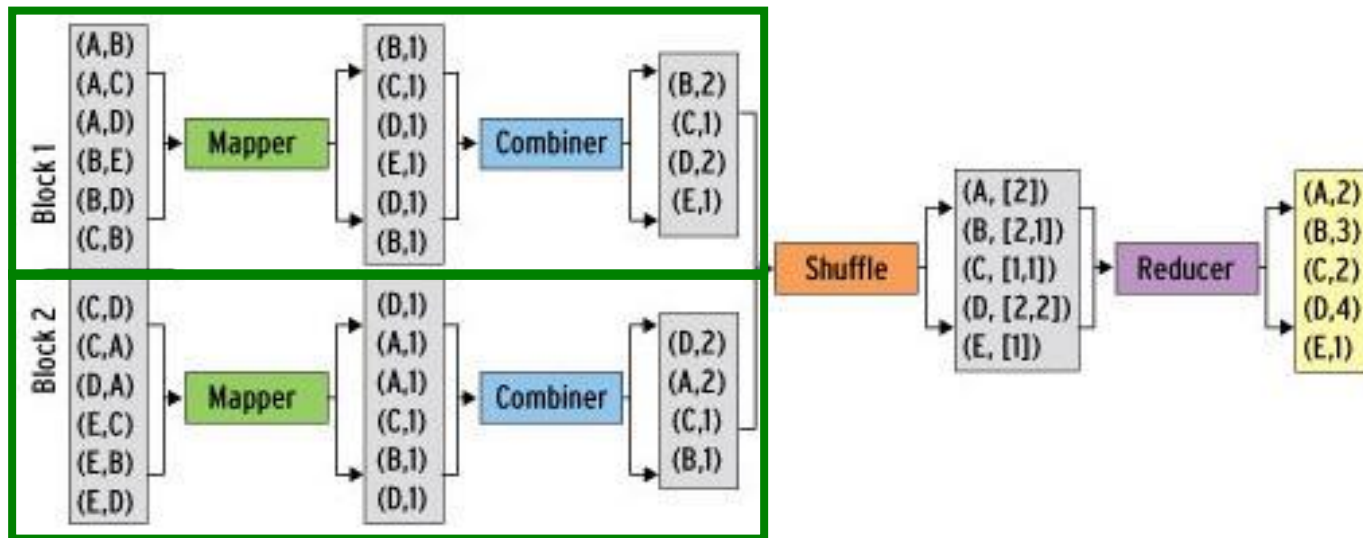 Block 1
(A,B)
(A,C)
(A,D)
(B,E)
(B,D)
(C,B)
Mapper
(B,1)
(C,1)
(D,1)
(E,1)
(D,1)
(B,1)
Combiner
(B,2)
(C,1)
(D,2)
(E,1)
Block 2
(C,D)
(C,A)
(D,A)
(E,C)
(E,B)
(E,D)
Mapper
(D,1)
(A,1)
(A,1)
(C,1)
(B,1)
(D,1)
Combiner
(D,2)
(A,2)
(C,1)
(B,1)
Shuffle
(A, [2])
(B, [2,1])
(C, [1,1])
(D, [2,2])
(E, [1])
Reducer
(A,2)
(B,3)
(C,2)
(D,4)
(E,1)